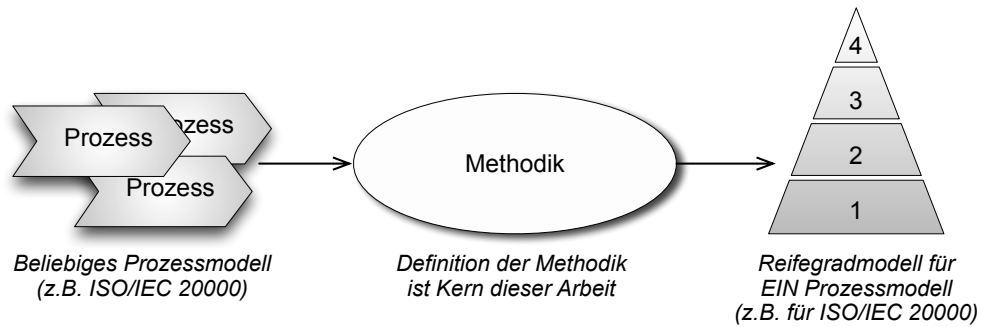 Prozess
Prozess
Prozess
Beliebiges Prozessmodell
(z.B. ISO/IEC 20000)
Methodik
Definition der Methodik
ist Kern dieser Arbeit
4
3
2
1
Reifegradmodell für
EIN Prozessmodell
(z.B. für ISO/IEC 20000)